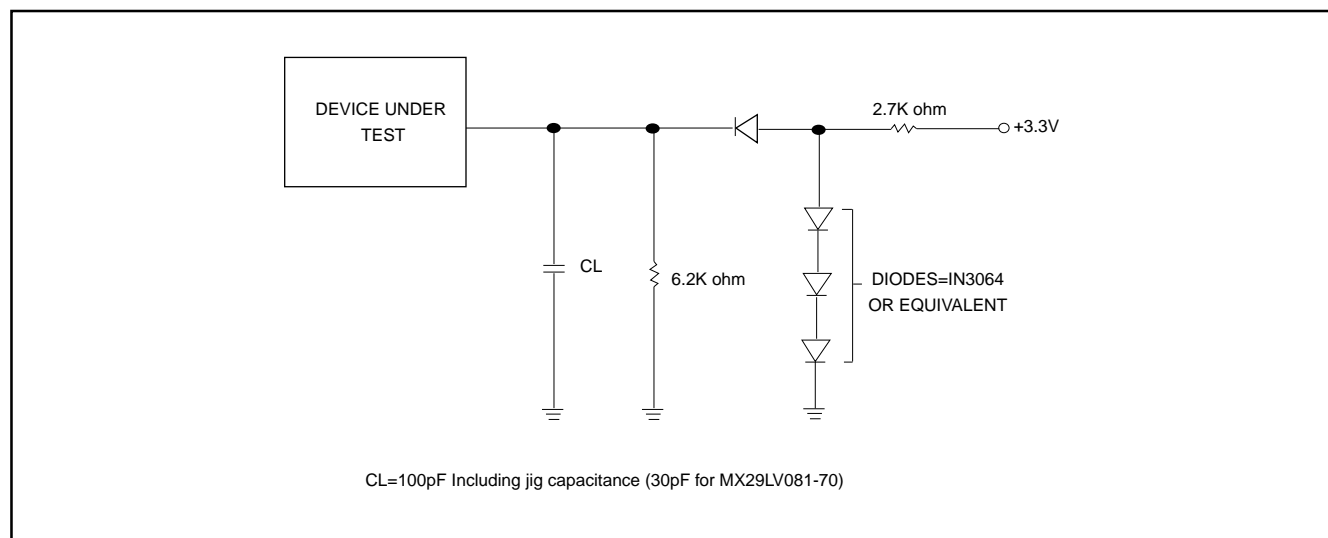 DEVICE UNDER
TEST
2.7K ohm
+3.3V
CL
6.2K ohm
DIODES=IN3064
OR EQUIVALENT
CL=100pF Including jig capacitance (30pF for MX29LV081-70)